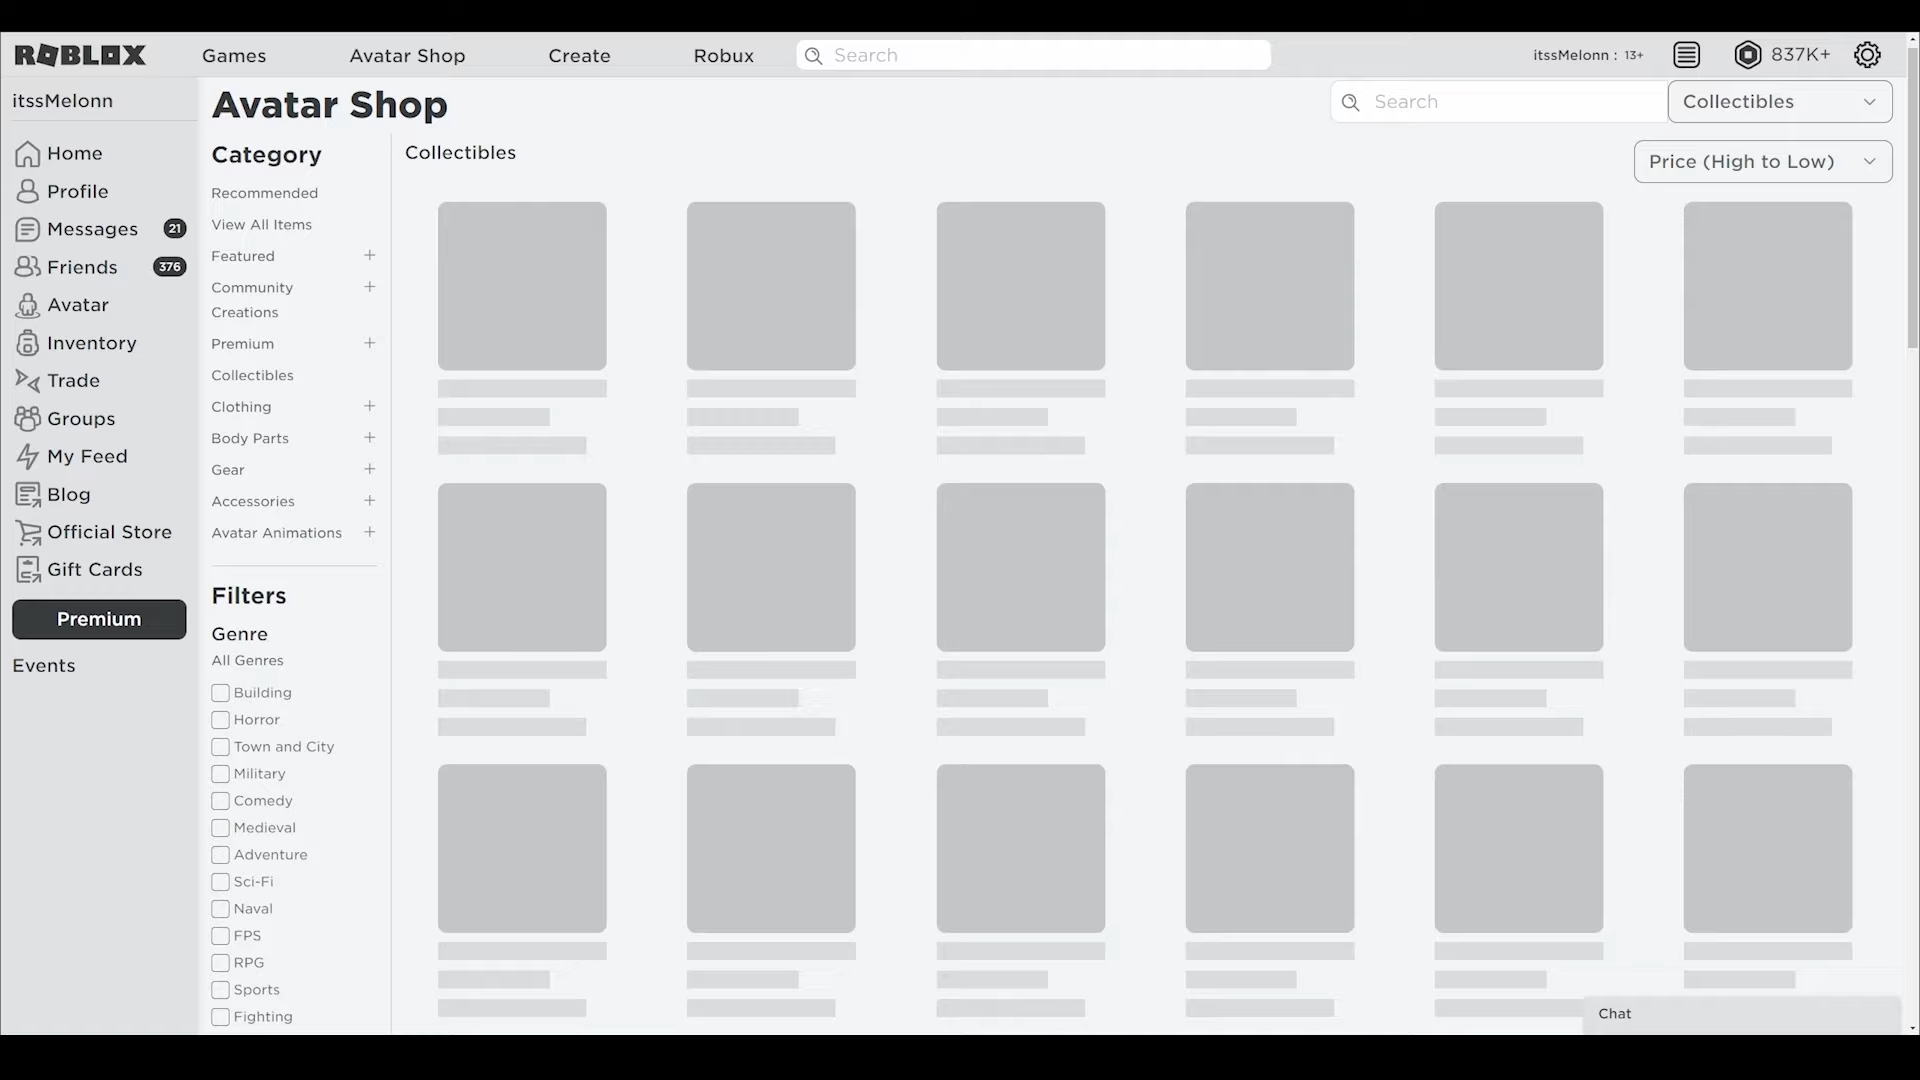 ROBLOX
Games
Avatar Shop
Create
Robux
Search
itssMelonn : 13+
837K+
itssMelonn
Home
Profile
Messages 21
Friends 376
Avatar
Inventory
Trade
Groups
My Feed
Blog
Official Store
Gift Cards
Premium
Events
Avatar Shop
Search
Collectibles
Category
Recommended
View All Items
Featured +
Community +
Creations
Premium +
Collectibles
Clothing +
Body Parts +
Gear +
Accessories +
Avatar Animations +
Filters
Genre
All Genres
Building
Horror
Town and City
Military
Comedy
Medieval
Adventure
Sci-Fi
Naval
FPS
RPG
Sports
Fighting
Collectibles
Price (High to Low)
Chat